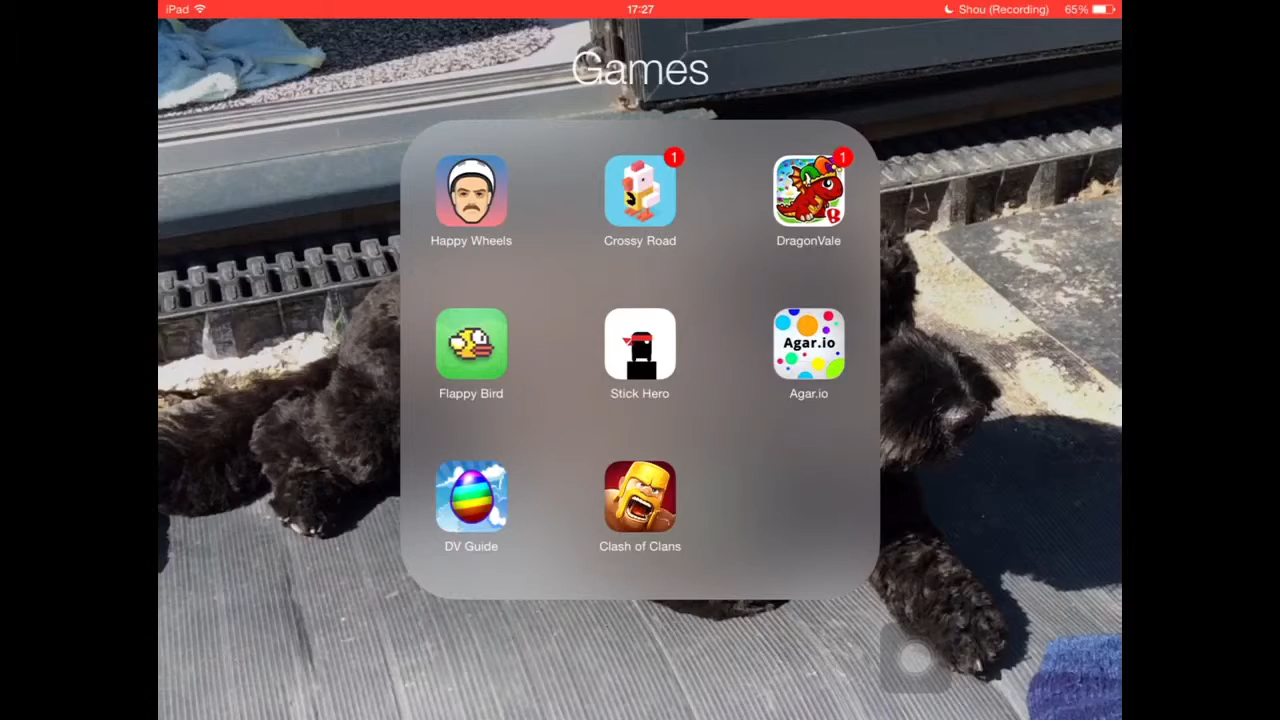 iPad 17:27 Shou (Recording) 65%
Games
1 1
Happy Wheels Crossy Road DragonVale
Agar.io
Flappy Bird Stick Hero Agar.io
DV Guide Clash of Clans